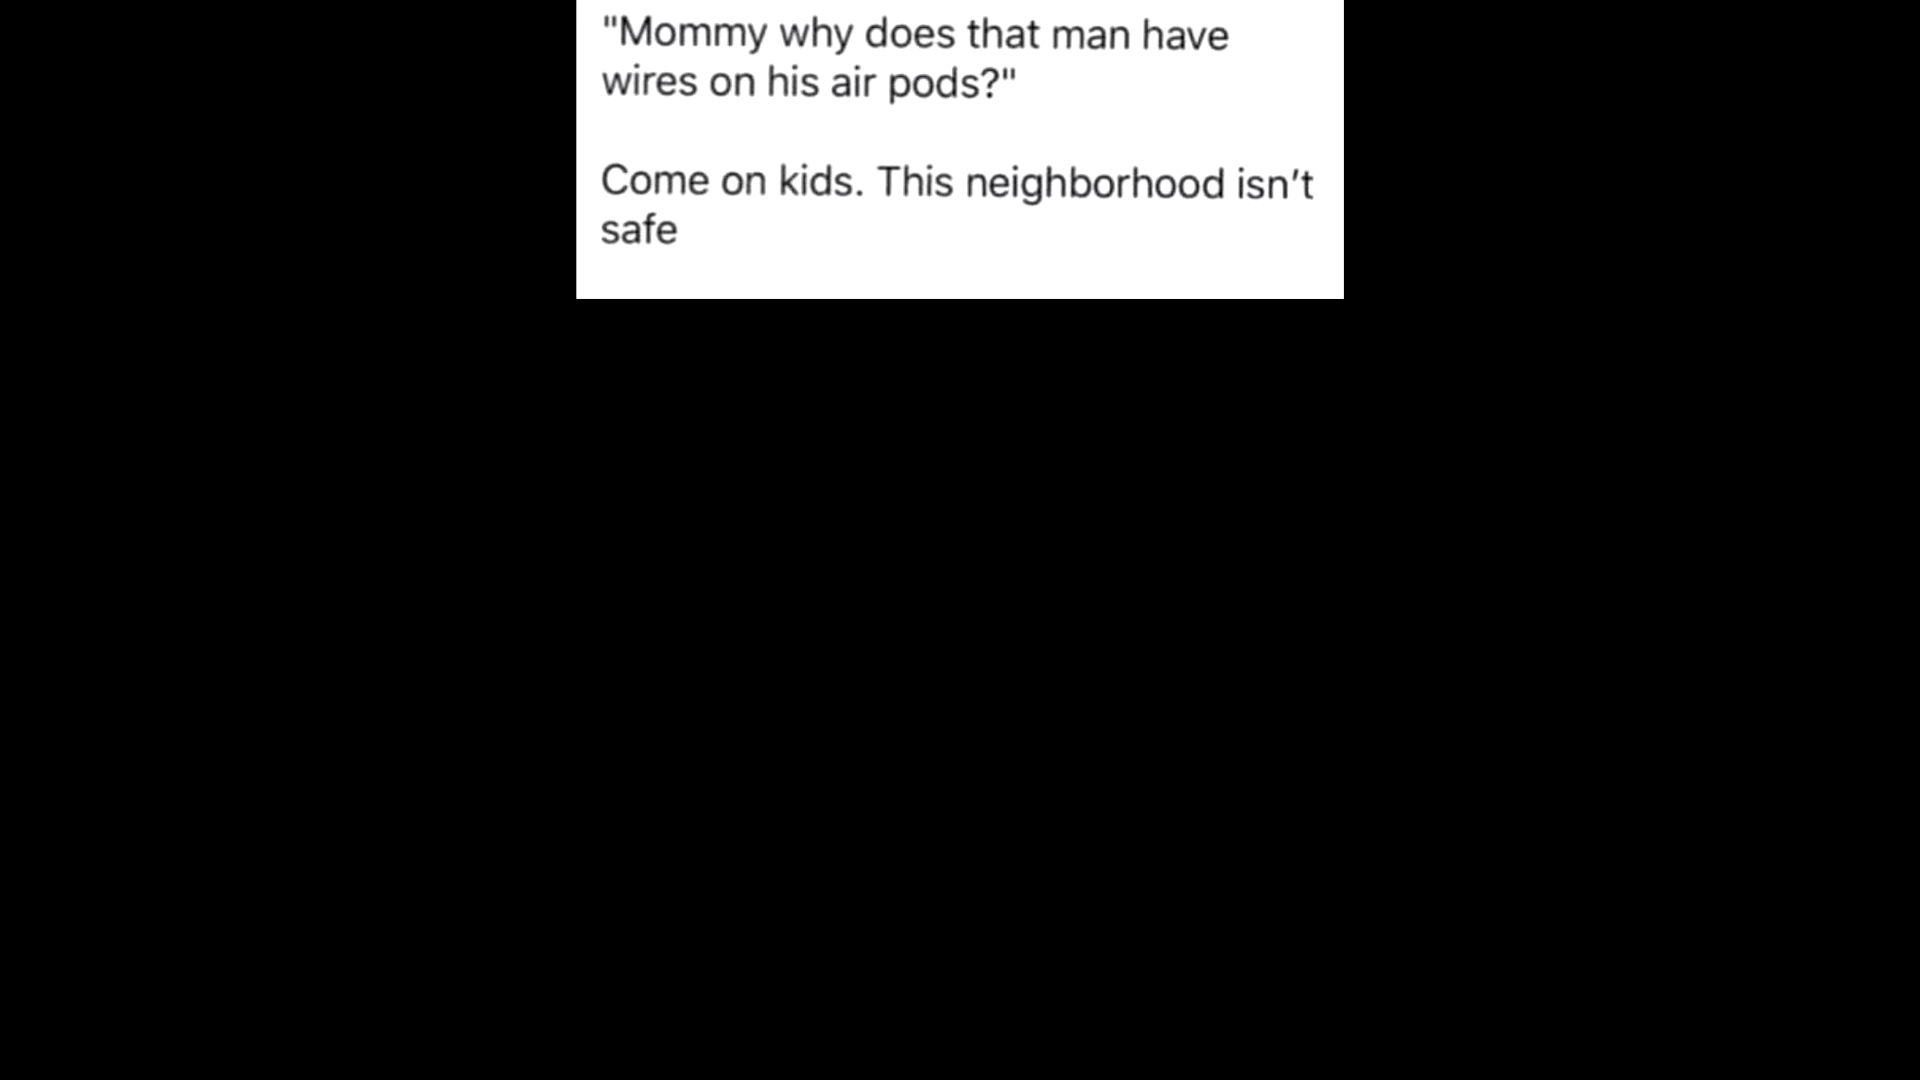 "Mommy why does that man have
wires on his air pods?"
Come on kids. This neighborhood isn’t
safe